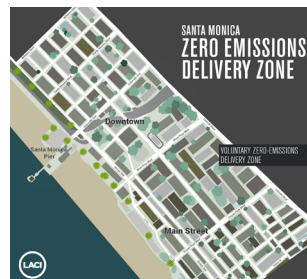 SANTA MONICA
ZERO EMISSIONS
DELIVERY ZONE
Downtown
Santa Monica
Pier
VOLUNTARY ZERO-EMISSIONS
DELIVERY ZONE
Main Street
LACI